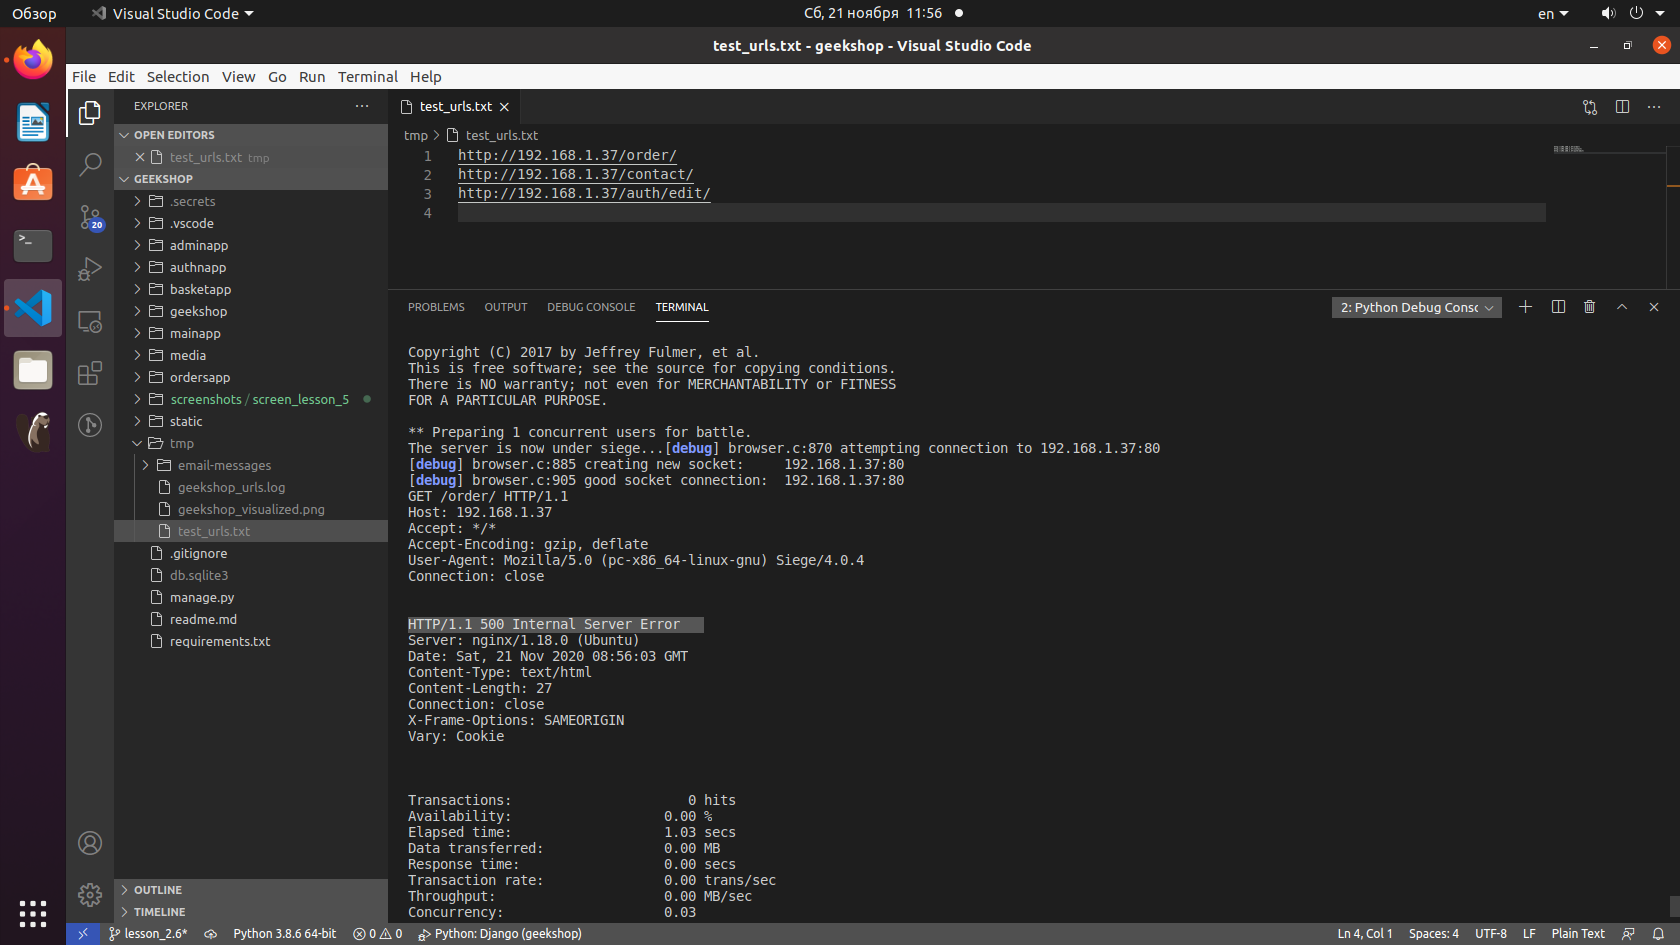 Обзор
Visual Studio Code
Сб, 21 ноября 11:56
en
test_urls.txt - geekshop - Visual Studio Code
File Edit Selection View Go Run Terminal Help
EXPLORER
OPEN EDITORS
test_urls.txt tmp
GEEKSHOP
.secrets
.vscode
adminapp
authnapp
basketapp
geekshop
mainapp
media
ordersapp
screenshots / screen_lesson_5
static
tmp
email-messages
geekshop_urls.log
geekshop_visualized.png
test_urls.txt
.gitignore
db.sqlite3
manage.py
readme.md
requirements.txt
OUTLINE
TIMELINE
20
test_urls.txt
tmp > test_urls.txt
1 http://192.168.1.37/order/
2 http://192.168.1.37/contact/
3 http://192.168.1.37/auth/edit/
4
PROBLEMS OUTPUT DEBUG CONSOLE TERMINAL
2: Python Debug Consc
Copyright (C) 2017 by Jeffrey Fulmer, et al.
This is free software; see the source for copying conditions.
There is NO warranty; not even for MERCHANTABILITY or FITNESS
FOR A PARTICULAR PURPOSE.
** Preparing 1 concurrent users for battle.
The server is now under siege...[debug] browser.c:870 attempting connection to 192.168.1.37:80
[debug] browser.c:885 creating new socket:     192.168.1.37:80
[debug] browser.c:905 good socket connection:  192.168.1.37:80
GET /order/ HTTP/1.1
Host: 192.168.1.37
Accept: */*
Accept-Encoding: gzip, deflate
User-Agent: Mozilla/5.0 (pc-x86_64-linux-gnu) Siege/4.0.4
Connection: close
HTTP/1.1 500 Internal Server Error
Server: nginx/1.18.0 (Ubuntu)
Date: Sat, 21 Nov 2020 08:56:03 GMT
Content-Type: text/html
Content-Length: 27
Connection: close
X-Frame-Options: SAMEORIGIN
Vary: Cookie
Transactions: 0 hits
Availability: 0.00 %
Elapsed time: 1.03 secs
Data transferred: 0.00 MB
Response time: 0.00 secs
Transaction rate: 0.00 trans/sec
Throughput: 0.00 MB/sec
Concurrency: 0.03
lesson_2.6* Python 3.8.6 64-bit 0 0 Python: Django (geekshop) Ln 4, Col 1 Spaces: 4 UTF-8 LF Plain Text